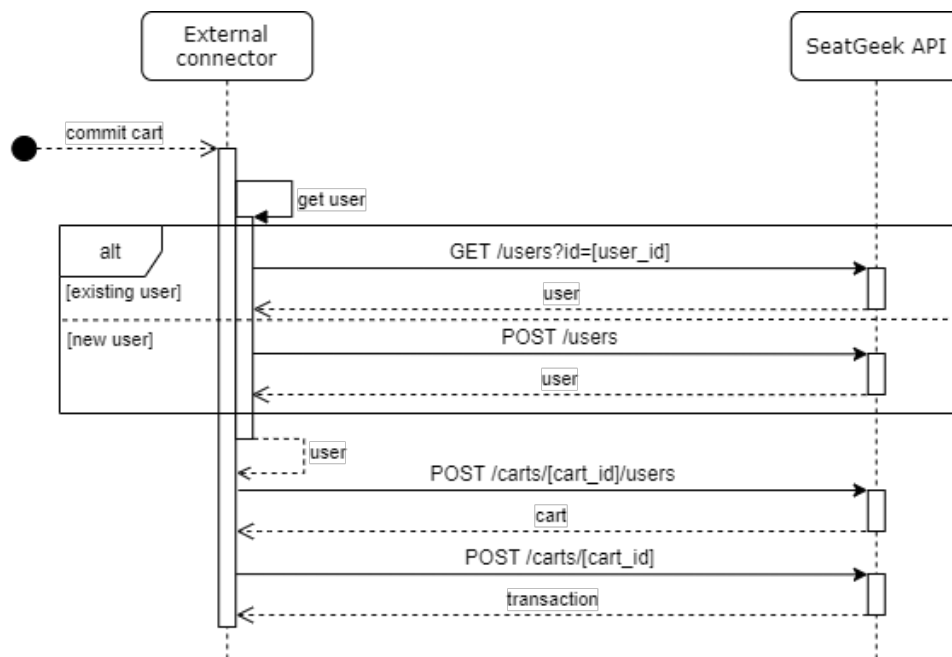 External
connector
SeatGeek API
commit cart
get user
alt
GET /users?id=[user_id]
[existing user]
user
[new user]
POST /users
user
user
POST /carts/[cart_id]/users
cart
POST /carts/[cart_id]
transaction